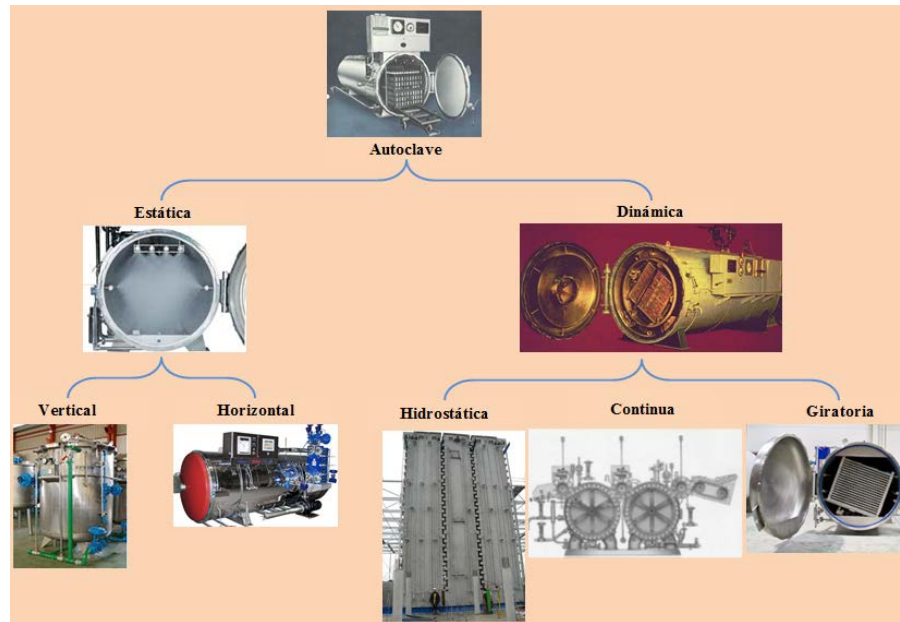 Autoclave
Estática
Dinámica
Vertical
Horizontal
Hidrostática
Continua
Giratoria